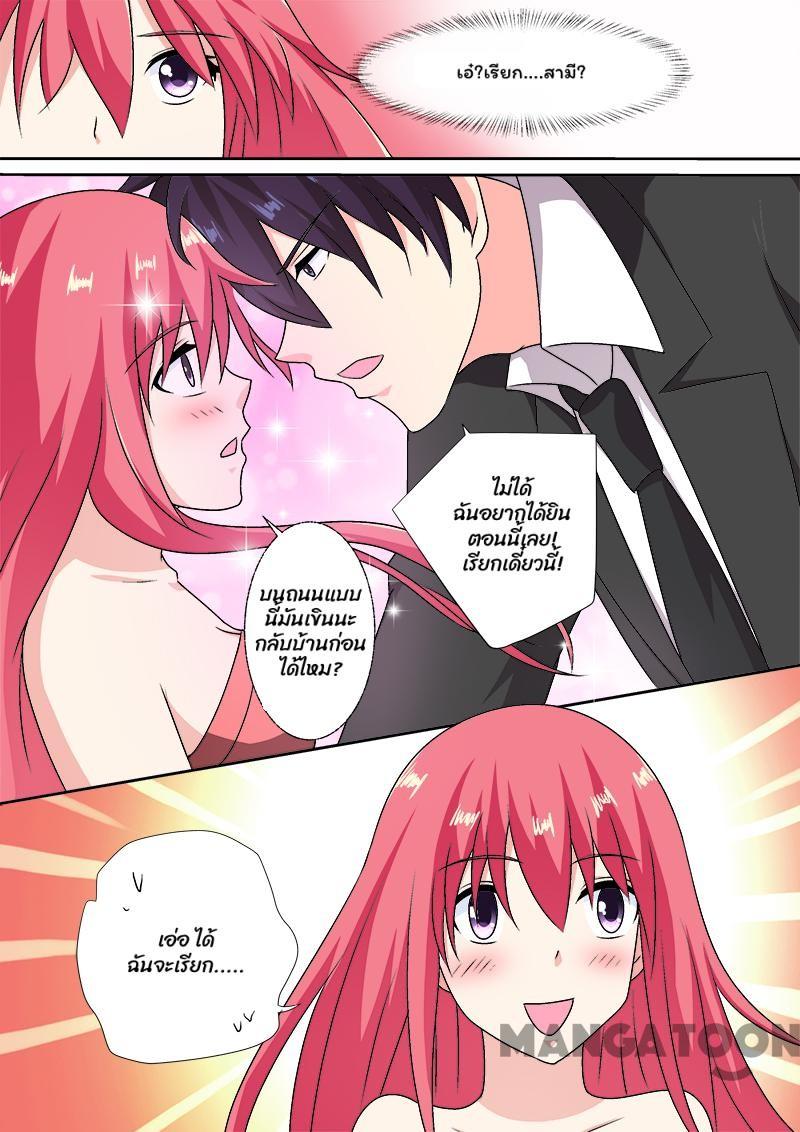 เอ๋?เรียก....สามี?
ไม่ได้
ฉันอยากได้ยิน
ตอนนี้เลย!
เรียกเดี๋ยวนี้!
บนถนนแบบ
นี้มันเขินนะ
กลับบ้านก่อน
ได้ไหม?
เอ่อ ได้
ฉันจะเรียก.....
MANGATOON